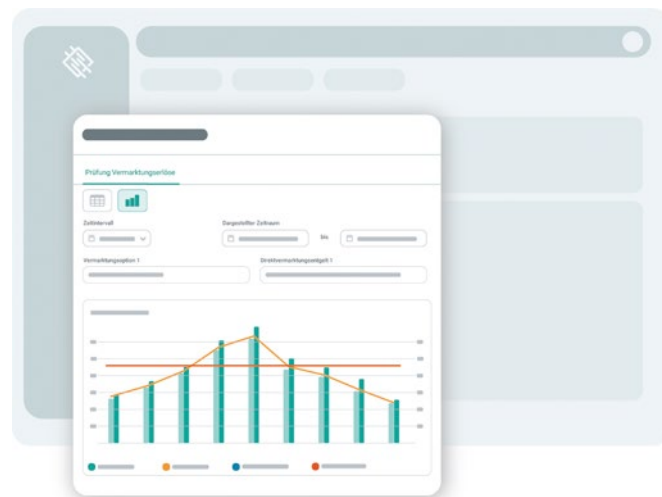 Prüfung Vermarktungserlöse
Zeitintervall
Dargestellter Zeitraum
bis
Vermarktungsoption 1
Direktvermarktungsentgelt 1